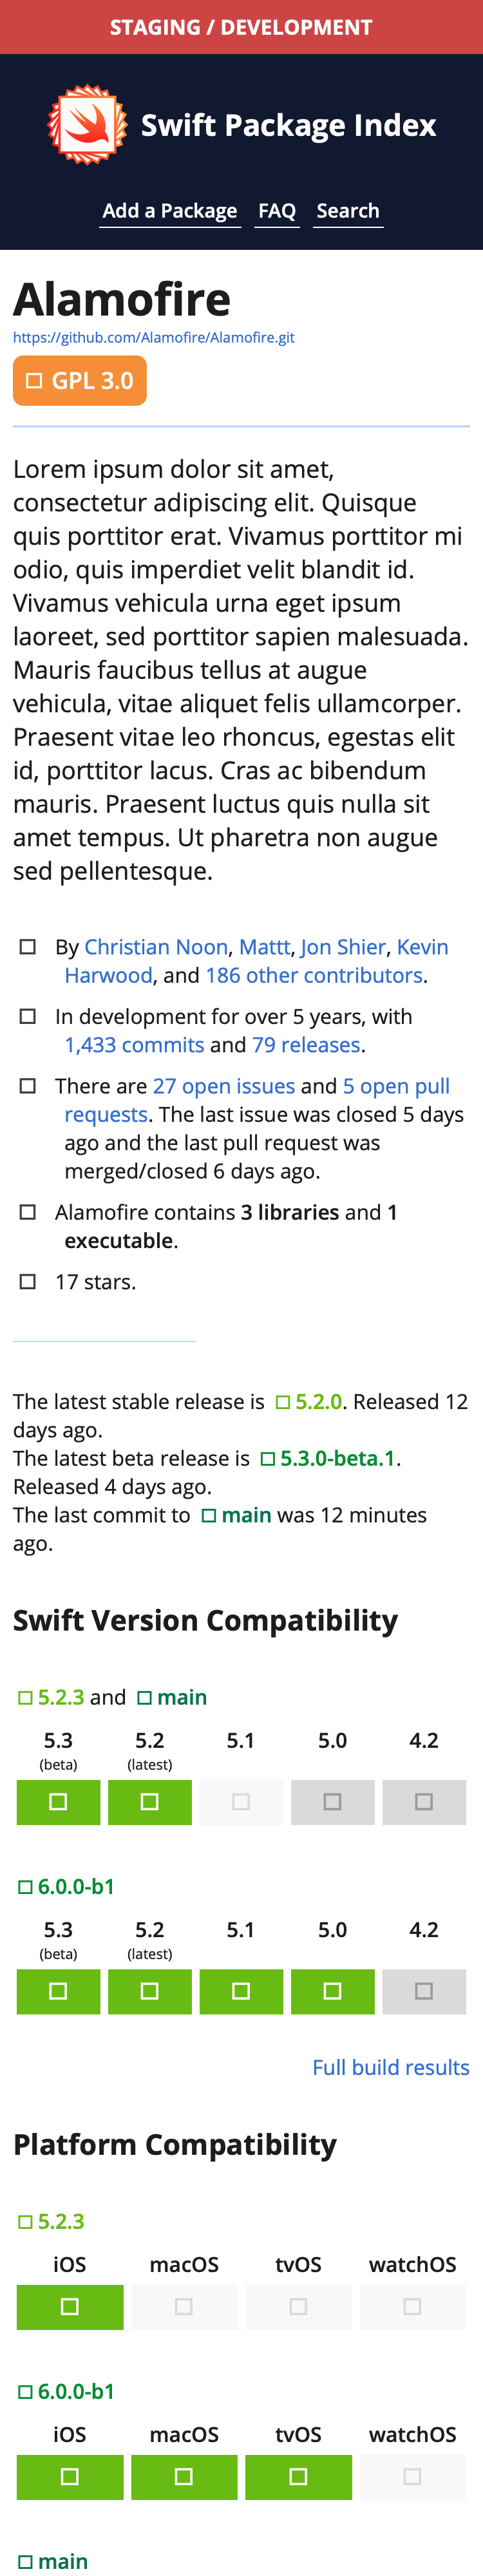 STAGING / DEVELOPMENT
Swift Package Index
Add a Package FAQ Search
Alamofire
https://github.com/Alamofire/Alamofire.git
GPL 3.0
Lorem ipsum dolor sit amet,
consectetur adipiscing elit. Quisque
quis porttitor erat. Vivamus porttitor mi
odio, quis imperdiet velit blandit id.
Vivamus vehicula urna eget ipsum
laoreet, sed porttitor sapien malesuada.
Mauris faucibus tellus at augue
vehicula, vitae aliquet felis ullamcorper.
Praesent vitae leo rhoncus, egestas elit
id, porttitor lacus. Cras ac bibendum
mauris. Praesent luctus quis nulla sit
amet tempus. Ut pharetra non augue
sed pellentesque.
By Christian Noon, Mattt, Jon Shier, Kevin
Harwood, and 186 other contributors.
In development for over 5 years, with
1,433 commits and 79 releases.
There are 27 open issues and 5 open pull
requests. The last issue was closed 5 days
ago and the last pull request was
merged/closed 6 days ago.
Alamofire contains 3 libraries and 1
executable.
17 stars.
The latest stable release is 5.2.0. Released 12
days ago.
The latest beta release is 5.3.0-beta.1.
Released 4 days ago.
The last commit to main was 12 minutes
ago.
Swift Version Compatibility
5.2.3 and main
5.3 5.2 5.1 5.0 4.2
(beta) (latest)
6.0.0-b1
5.3 5.2 5.1 5.0 4.2
(beta) (latest)
Full build results
Platform Compatibility
5.2.3
iOS macOS tvOS watchOS
6.0.0-b1
iOS macOS tvOS watchOS
main